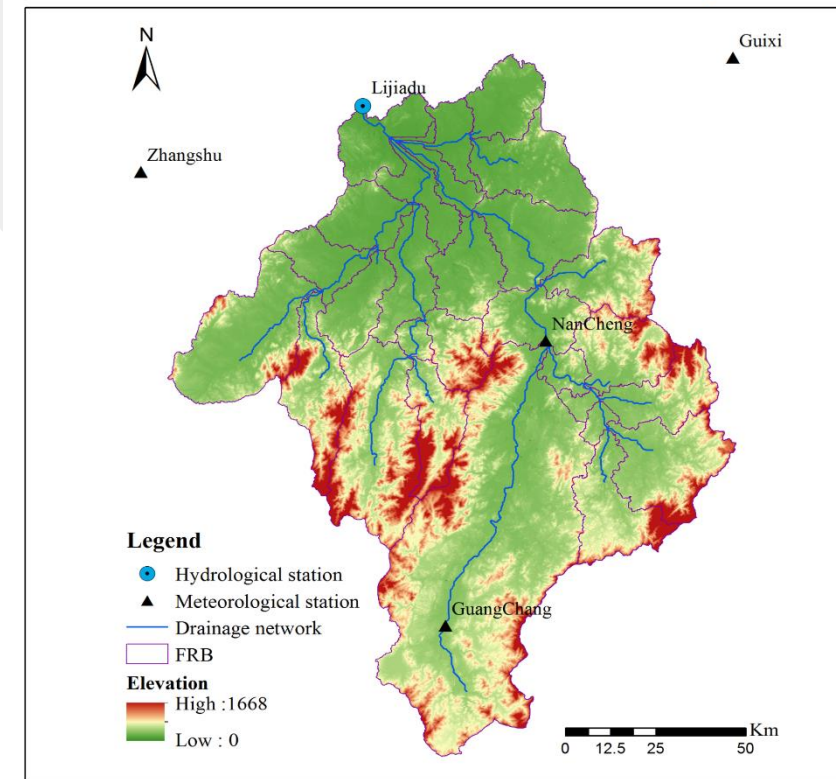 N
Guixi
Lijiadu
Zhangshu
NanCheng
GuangChang
Legend
Hydrological station
Meteorological station
Drainage network
FRB
Elevation
High :1668
Low : 0
Km
0 12.5 25 50